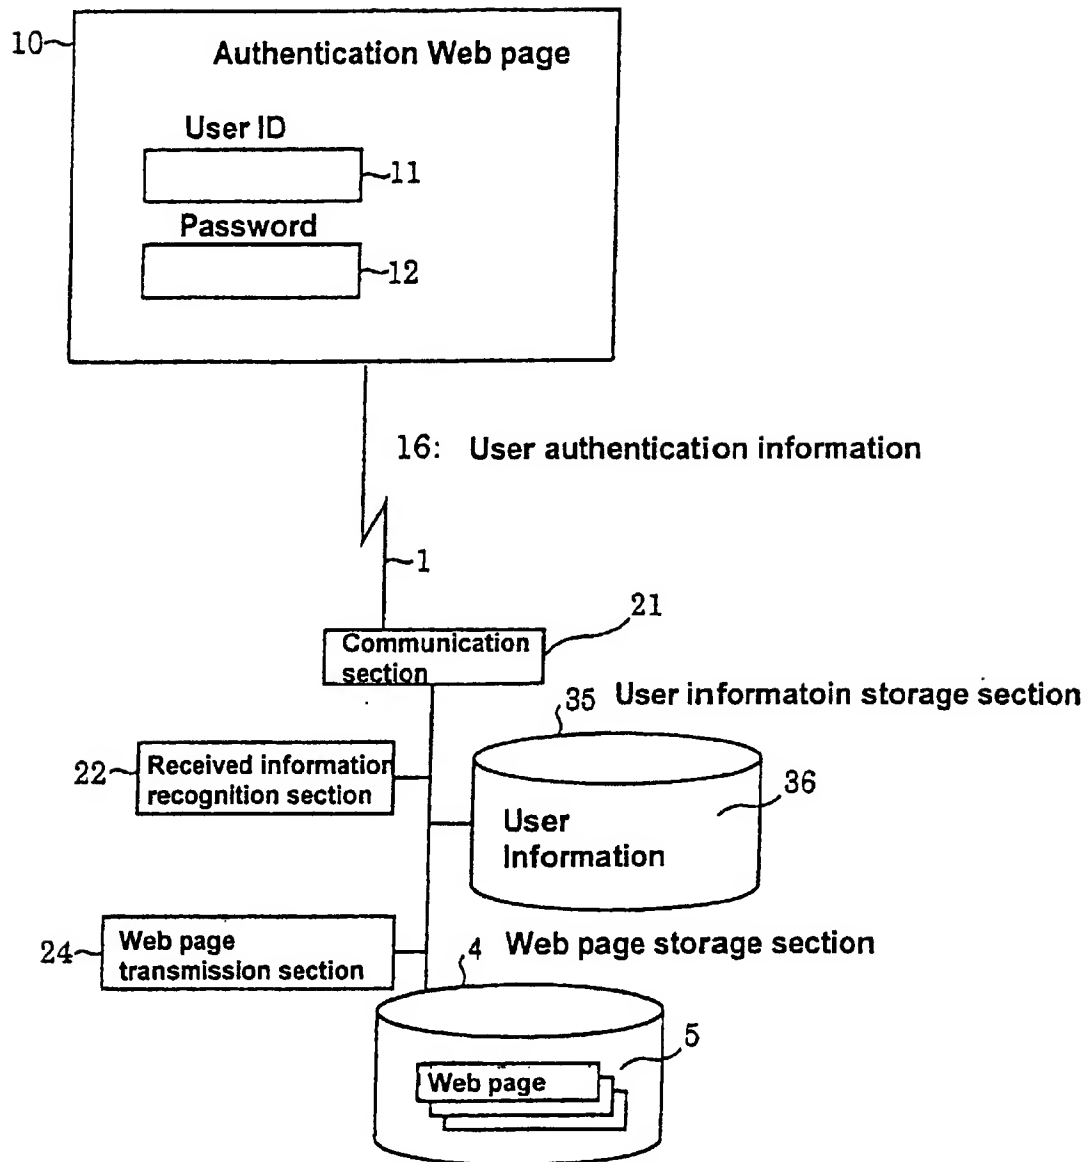 10
Authentication Web page
User ID
11
Password
12
16: User authentication information
1
21
Communication
section
35 User informatoin storage section
22
Received information
recognition section
36
User
Information
24
Web page
transmission section
4 Web page storage section
5
Web page